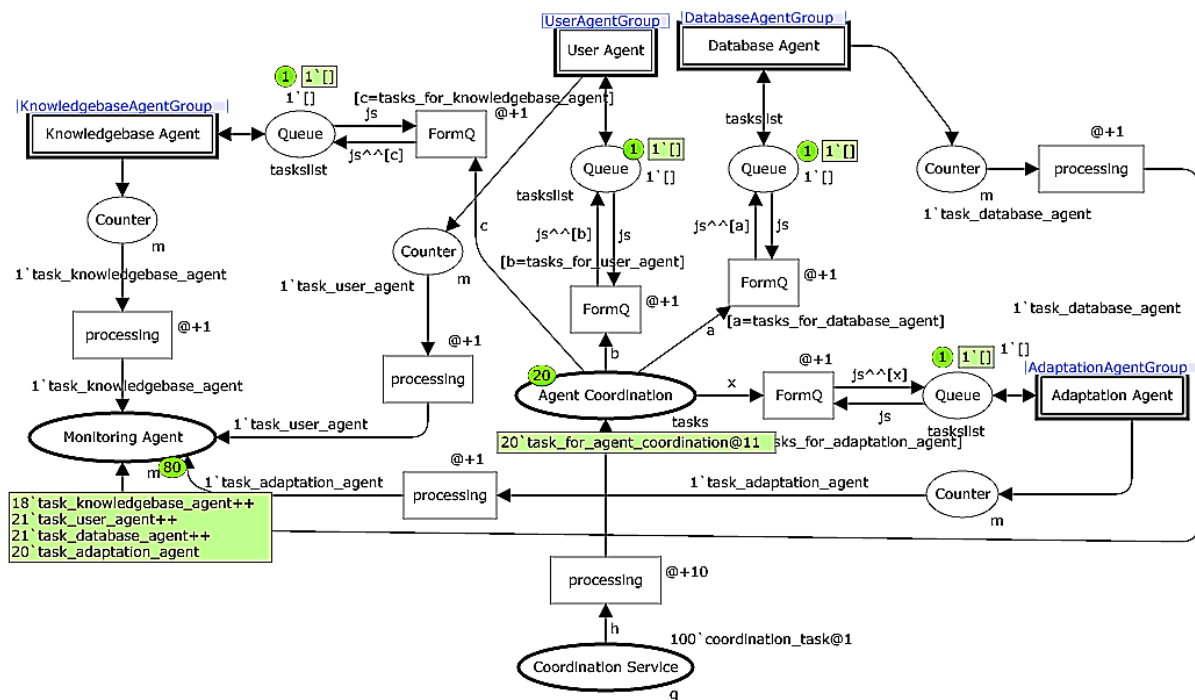 UserAgentGroup
DatabaseAgentGroup
User Agent
Database Agent
1 1`[]
1`[]
[c=tasks_for_knowledgebase_agent]
KnowledgebaseAgentGroup
js
@+1
Knowledgebase Agent
Queue
FormQ
js^^[c]
taskslist
taskslist
@+1
1 1`[]
1 1`[]
Queue
1`[]
Queue
1`[]
Counter
processing
m
1`task_database_agent
taskslist
Counter
m
c
Counter
m
js^^[b]
js
js^^[a]
js
[b=tasks_for_user_agent]
1`task_knowledgebase_agent
1`task_user_agent
@+1
FormQ
@+1
FormQ
processing
@+1
a
[a=tasks_for_database_agent]
1`task_database_agent
@+1
b
@+1
1 1`[]
1`[]
1`task_knowledgebase_agent
processing
20
x
js^^[x]
AdaptationAgentGroup
Agent Coordination
FormQ
Queue
Adaptation Agent
js
1`task_user_agent
tasks
taskslist
Monitoring Agent
20`task_for_agent_coordination@11
asks_for_adaptation_agent]
m
80
@+1
1`task_adaptation_agent
processing
1`task_adaptation_agent
Counter
m
18`task_knowledgebase_agent++
21`task_user_agent++
21`task_database_agent++
20`task_adaptation_agent
processing
@+10
h
100`coordination_task@1
Coordination Service